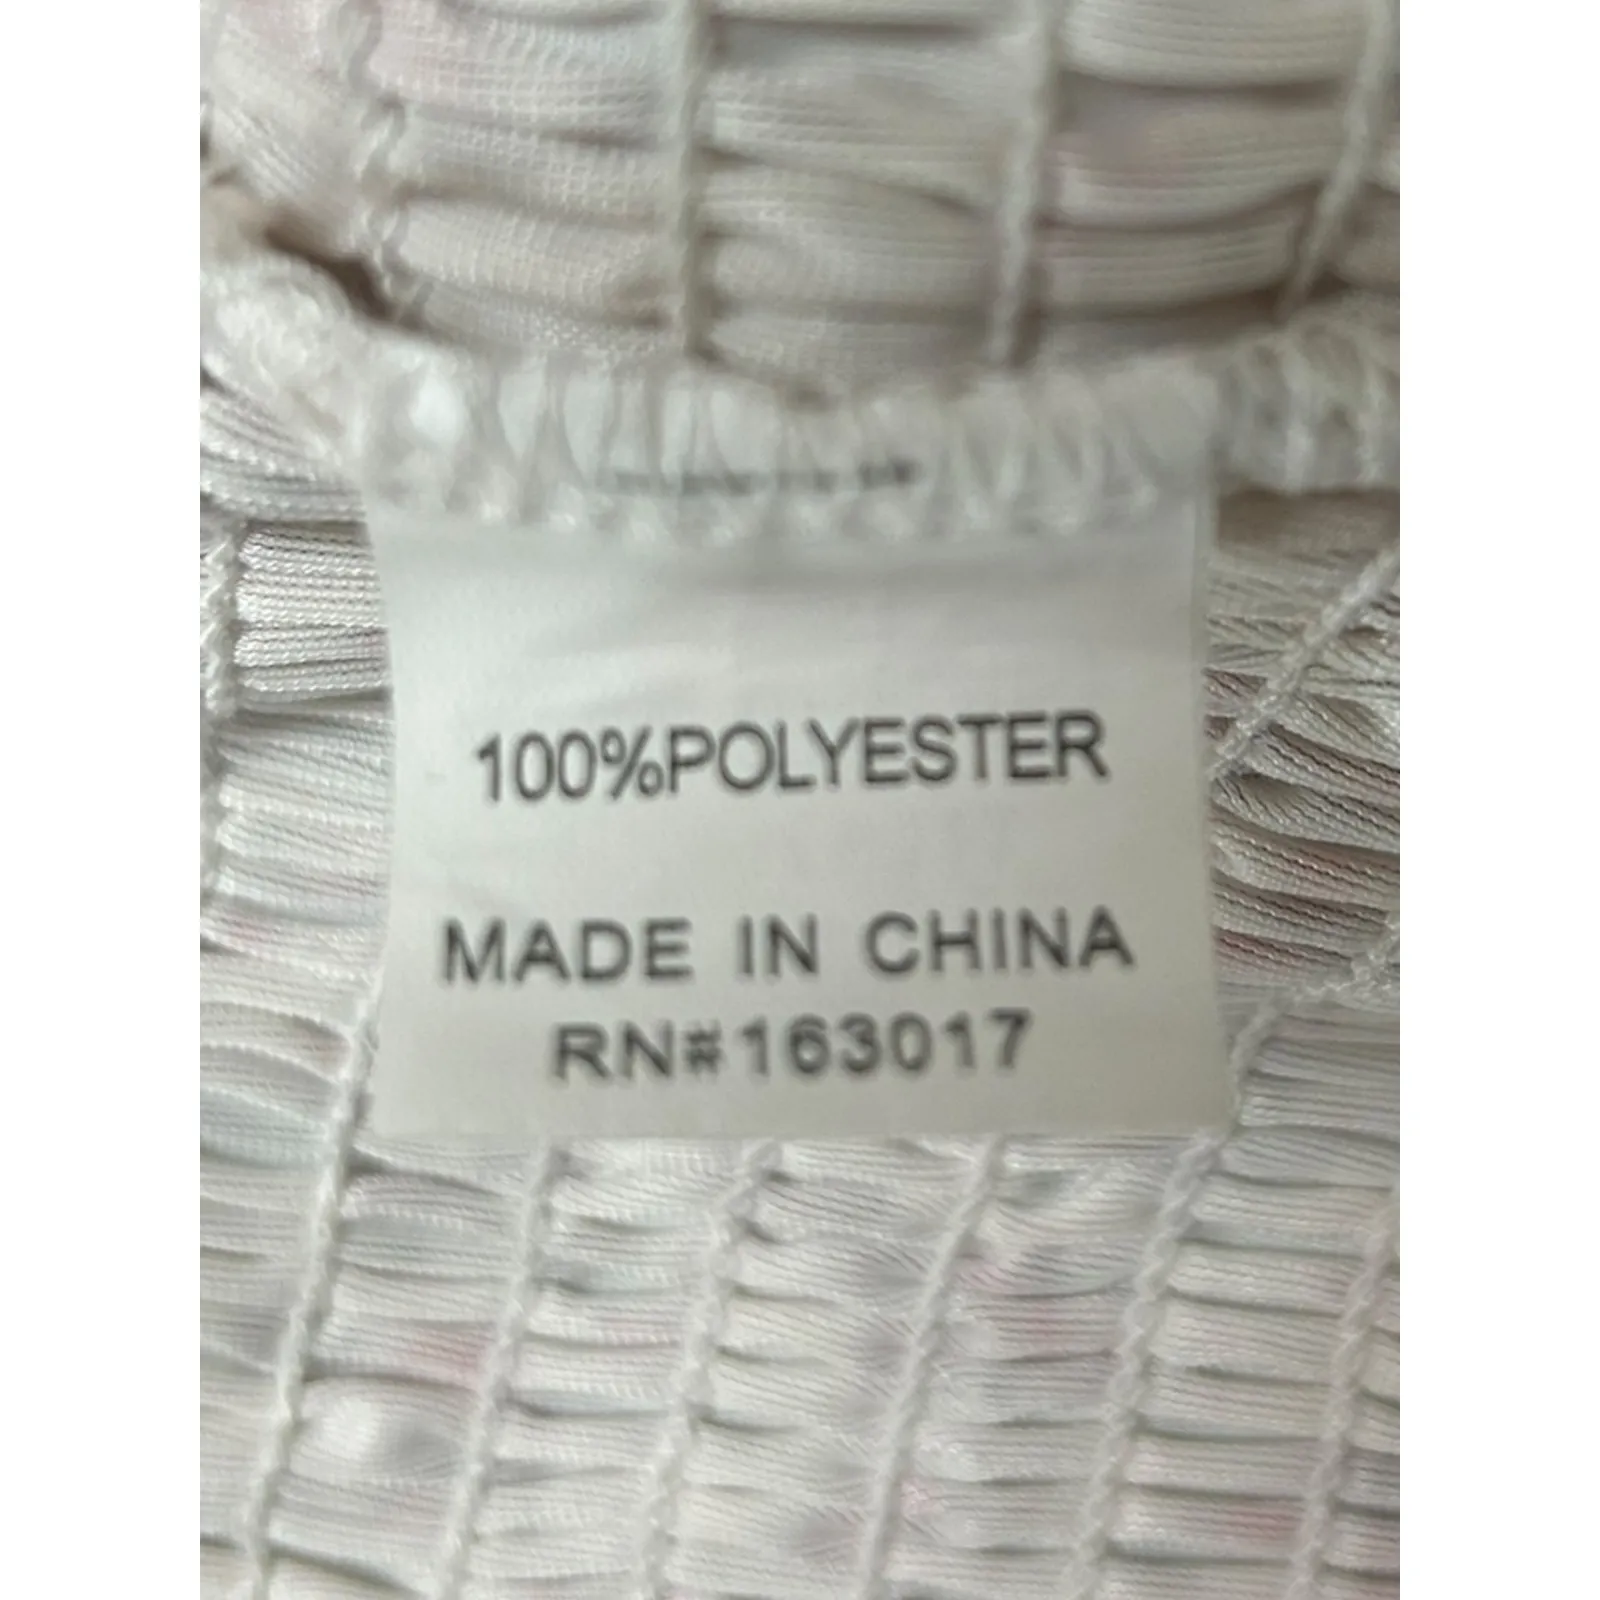 100%POLYESTER
MADE IN CHINA
RN#163017